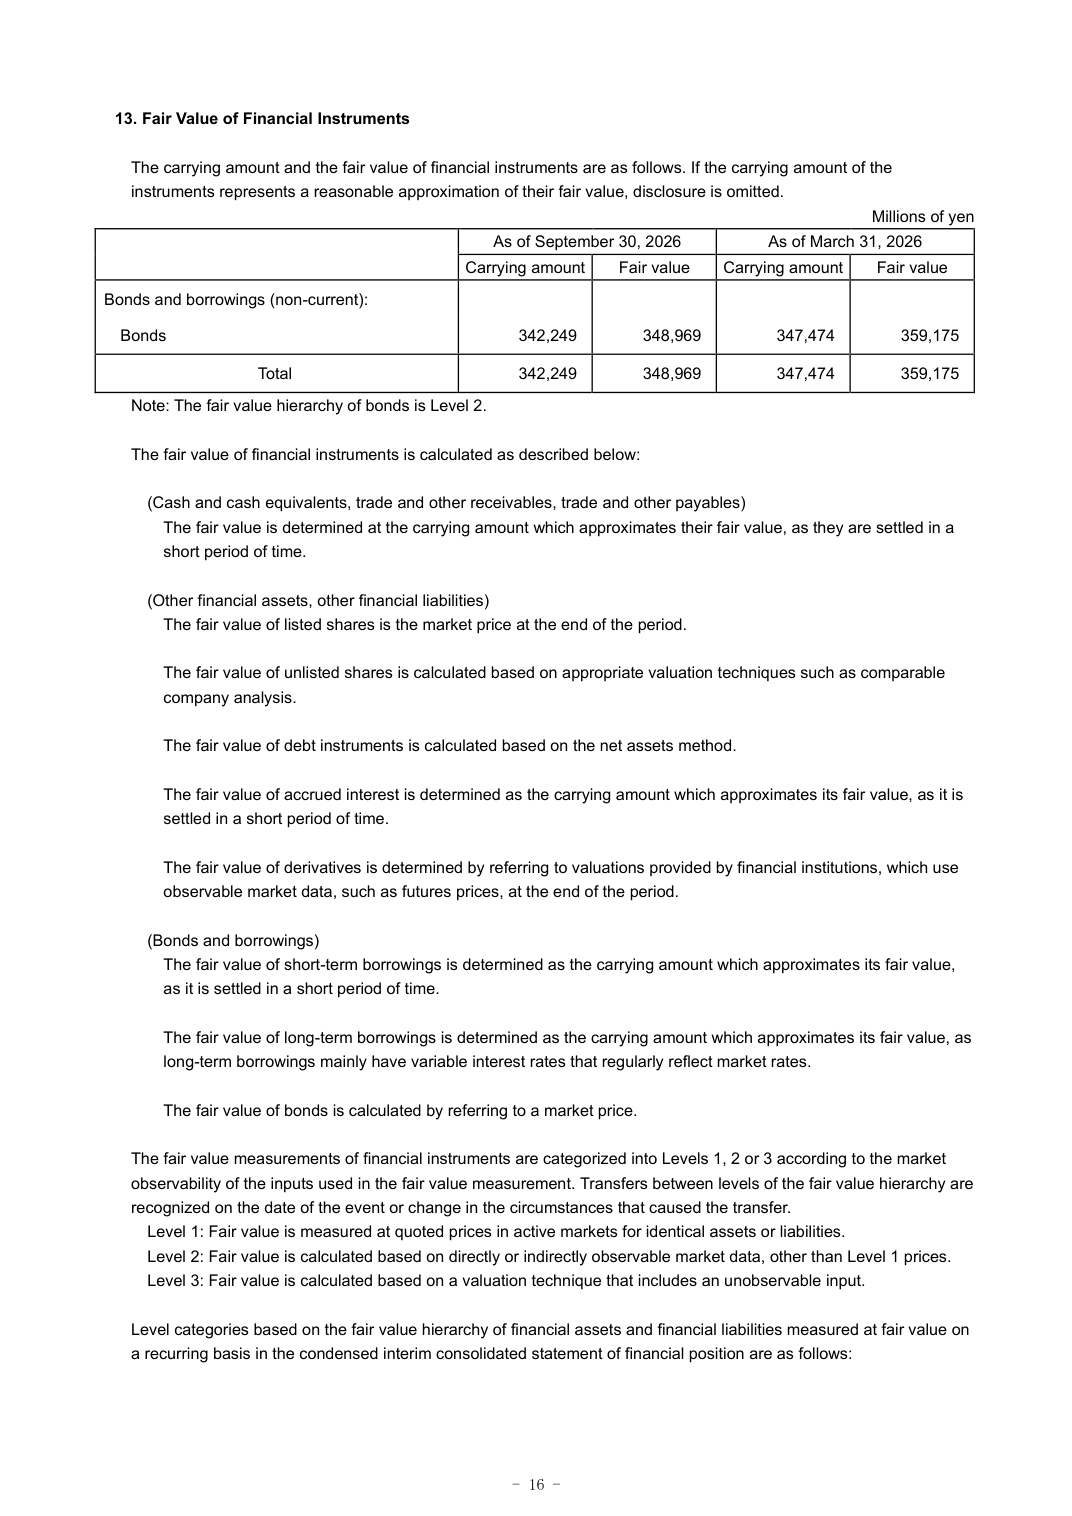 13. Fair Value of Financial Instruments
The carrying amount and the fair value of financial instruments are as follows. If the carrying amount of the
instruments represents a reasonable approximation of their fair value, disclosure is omitted.
Millions of yen
As of September 30, 2026 As of March 31, 2026
Carrying amount Fair value Carrying amount Fair value
Bonds and borrowings (non-current):
Bonds 342,249 348,969 347,474 359,175
Total 342,249 348,969 347,474 359,175
Note: The fair value hierarchy of bonds is Level 2.
The fair value of financial instruments is calculated as described below:
(Cash and cash equivalents, trade and other receivables, trade and other payables)
The fair value is determined at the carrying amount which approximates their fair value, as they are settled in a
short period of time.
(Other financial assets, other financial liabilities)
The fair value of listed shares is the market price at the end of the period.
The fair value of unlisted shares is calculated based on appropriate valuation techniques such as comparable
company analysis.
The fair value of debt instruments is calculated based on the net assets method.
The fair value of accrued interest is determined as the carrying amount which approximates its fair value, as it is
settled in a short period of time.
The fair value of derivatives is determined by referring to valuations provided by financial institutions, which use
observable market data, such as futures prices, at the end of the period.
(Bonds and borrowings)
The fair value of short-term borrowings is determined as the carrying amount which approximates its fair value,
as it is settled in a short period of time.
The fair value of long-term borrowings is determined as the carrying amount which approximates its fair value, as
long-term borrowings mainly have variable interest rates that regularly reflect market rates.
The fair value of bonds is calculated by referring to a market price.
The fair value measurements of financial instruments are categorized into Levels 1, 2 or 3 according to the market
observability of the inputs used in the fair value measurement. Transfers between levels of the fair value hierarchy are
recognized on the date of the event or change in the circumstances that caused the transfer.
Level 1: Fair value is measured at quoted prices in active markets for identical assets or liabilities.
Level 2: Fair value is calculated based on directly or indirectly observable market data, other than Level 1 prices.
Level 3: Fair value is calculated based on a valuation technique that includes an unobservable input.
Level categories based on the fair value hierarchy of financial assets and financial liabilities measured at fair value on
a recurring basis in the condensed interim consolidated statement of financial position are as follows:
－ 16 －